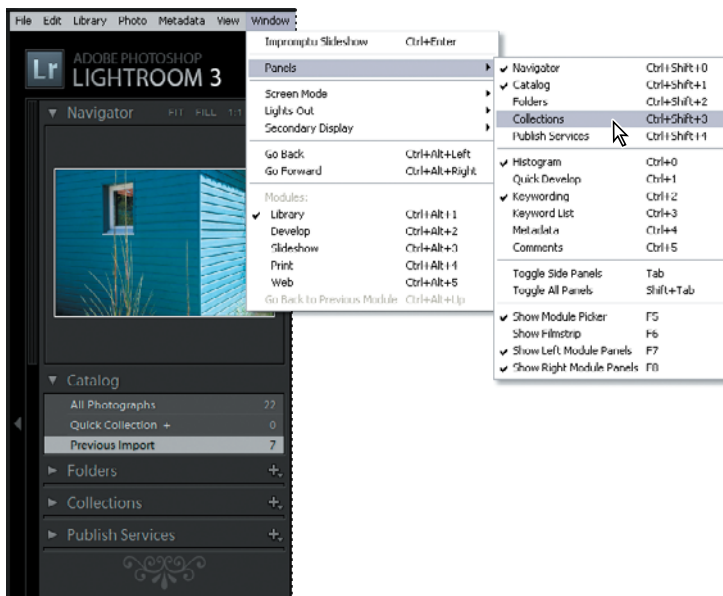 File Edit Library Photo Metadata View Window
Lr ADOBE PHOTOSHOP
LIGHTROOM 3
Navigator FIT FILL 1:1
Catalog
All Photographs 22
Quick Collection + 0
Previous Import 7
Folders
Collections
Publish Services
Impromptu Slideshow Ctrl+Enter
Panels
Screen Mode
Lights Out
Secondary Display
Go Back Ctrl+Alt+Left
Go Forward Ctrl+Alt+Right
Modules:
Library Ctrl+Alt+1
Develop Ctrl+Alt+2
Slideshow Ctrl+Alt+3
Print Ctrl+Alt+4
Web Ctrl+Alt+5
Go Back to Previous Module Ctrl+Alt+Up
Navigator Ctrl+Shift+0
Catalog Ctrl+Shift+1
Folders Ctrl+Shift+2
Collections Ctrl+Shift+3
Publish Services Ctrl+Shift+4
Histogram Ctrl+0
Quick Develop Ctrl+1
Keywording Ctrl+2
Keyword List Ctrl+3
Metadata Ctrl+4
Comments Ctrl+5
Toggle Side Panels Tab
Toggle All Panels Shift+Tab
Show Module Picker F5
Show Filmstrip F6
Show Left Module Panels F7
Show Right Module Panels F8